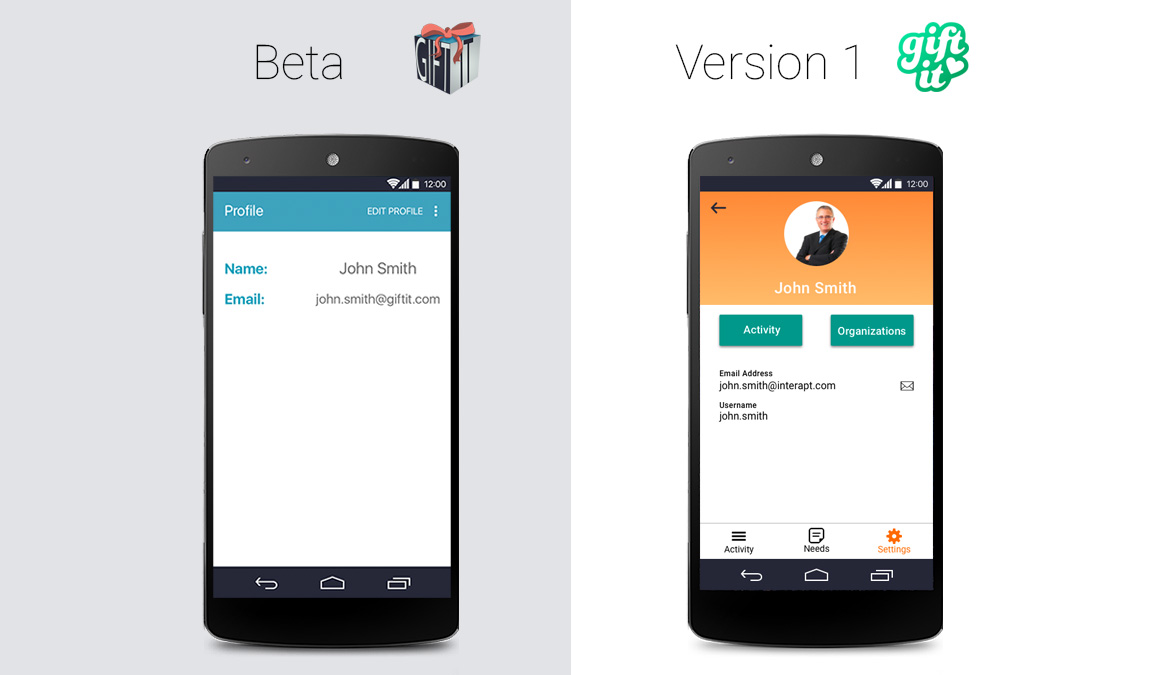 Beta
GIFT IT
Version 1
gift
it
12:00
Profile
EDIT PROFILE
Name:
John Smith
Email:
john.smith@giftit.com
12:00
John Smith
Activity
Organizations
Email Address
john.smith@interapt.com
Username
john.smith
Activity
Needs
Settings